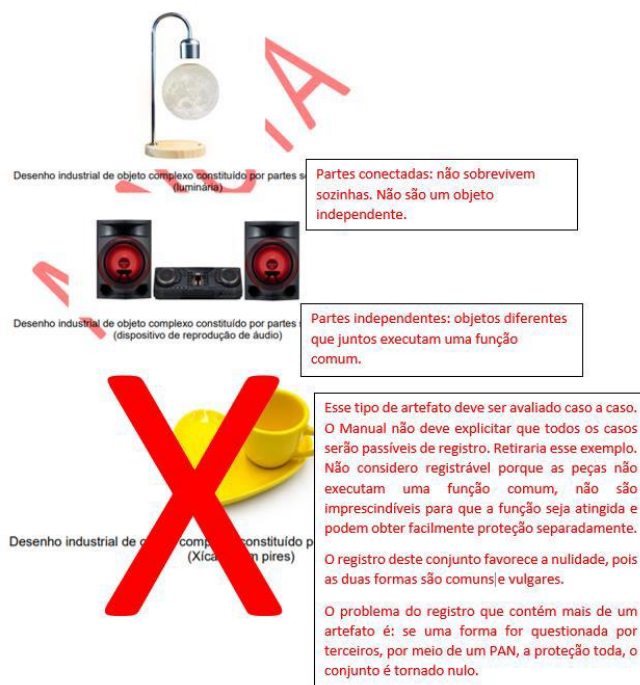 Desenho industrial de objeto complexo constituído por partes s
(luminária)
Partes conectadas: não sobrevivem
sozinhas. Não são um objeto
independente.
Desenho industrial de objeto complexo constituído por partes s
(dispositivo de reprodução de áudio)
Partes independentes: objetos diferentes
que juntos executam uma função
comum.
Desenho industrial de comp constituído p
(Xíca m pires)
Esse tipo de artefato deve ser avaliado caso a caso.
O Manual não deve explicitar que todos os casos
serão passíveis de registro. Retiraria esse exemplo.
Não considero registrável porque as peças não
executam uma função comum, não são
imprescindíveis para que a função seja atingida e
podem obter facilmente proteção separadamente.
O registro deste conjunto favorece a nulidade, pois
as duas formas são comuns e vulgares.
O problema do registro que contém mais de um
artefato é: se uma forma for questionada por
terceiros, por meio de um PAN, a proteção toda, o
conjunto é tornado nulo.